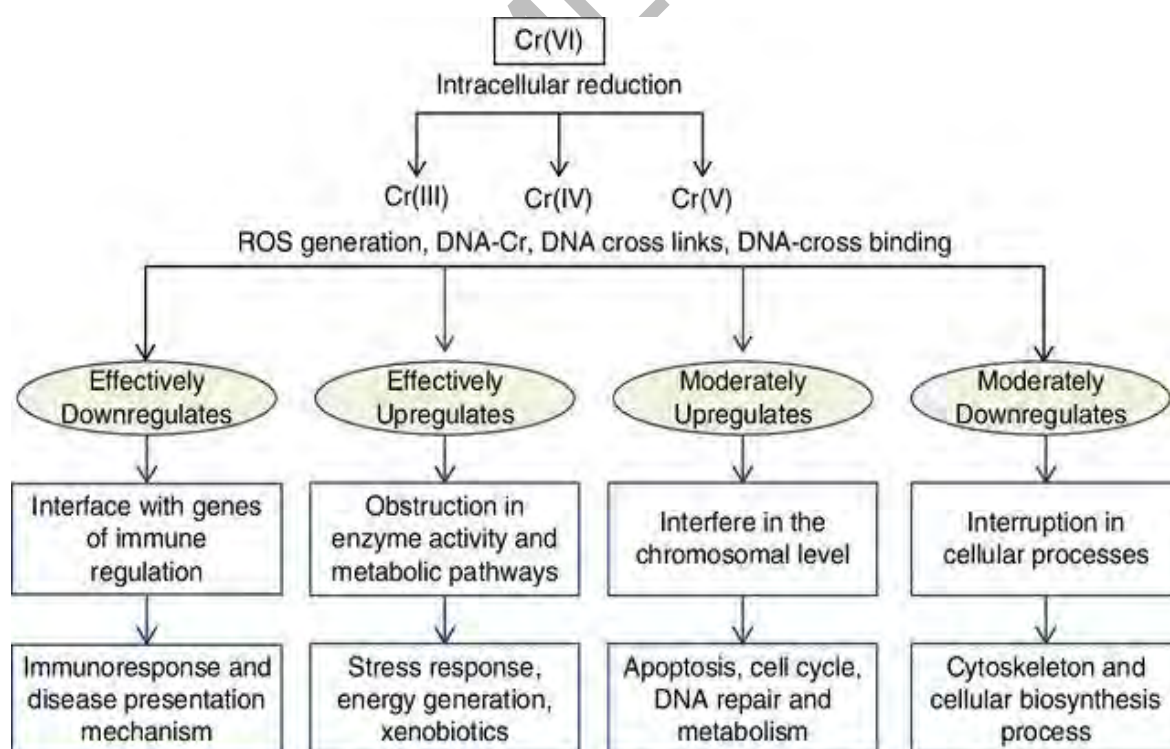 Cr(VI)
Intracellular reduction
Cr(III)
Cr(IV)
Cr(V)
ROS generation, DNA-Cr, DNA cross links, DNA-cross binding
Effectively
Downregulates
Effectively
Upregulates
Moderately
Upregulates
Moderately
Downregulates
Interface with genes
of immune
regulation
Obstruction in
enzyme activity and
metabolic pathways
Interfere in the
chromosomal level
Interruption in
cellular processes
Immunoresponse and
disease presentation
mechanism
Stress response,
energy generation,
xenobiotics
Apoptosis, cell cycle,
DNA repair and
metabolism
Cytoskeleton and
cellular biosynthesis
process